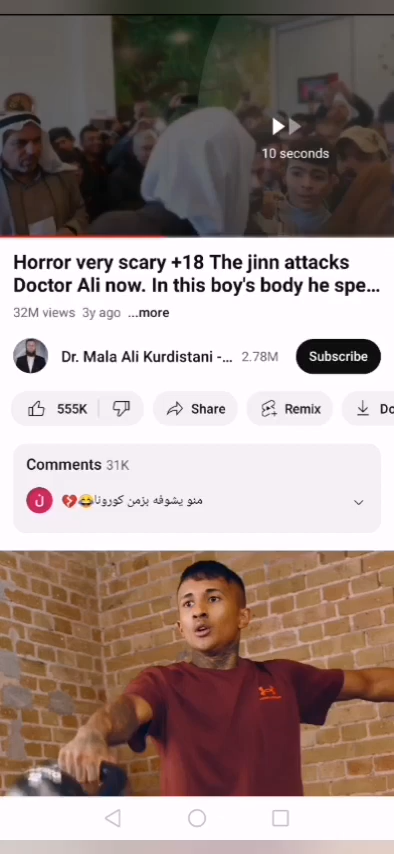 10 seconds
Horror very scary +18 The jinn attacks
Doctor Ali now. In this boy's body he spe...
32M views 3y ago ...more
Dr. Mala Ali Kurdistani -... 2.78M Subscribe
555K Share Remix Do
Comments 31K
ن 💔😂منو يشوفه بزمن كورونا